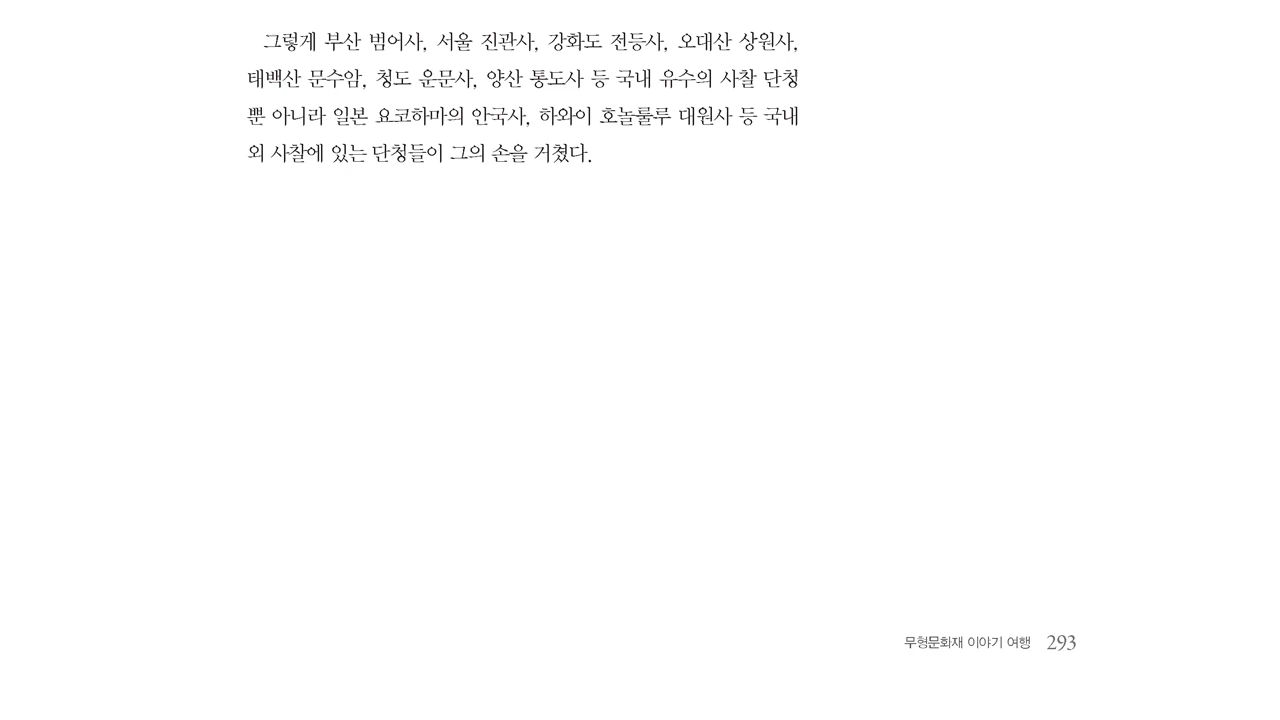 그렇게 부산 범어사, 서울 진관사, 강화도 전등사, 오대산 상원사,
태백산 문수암, 청도 운문사, 양산 통도사 등 국내 유수의 사찰 단청
뿐 아니라 일본 요코하마의 안국사, 하와이 호놀룰루 대원사 등 국내
외 사찰에 있는 단청들이 그의 손을 거쳤다.
무형문화재 이야기 여행 293